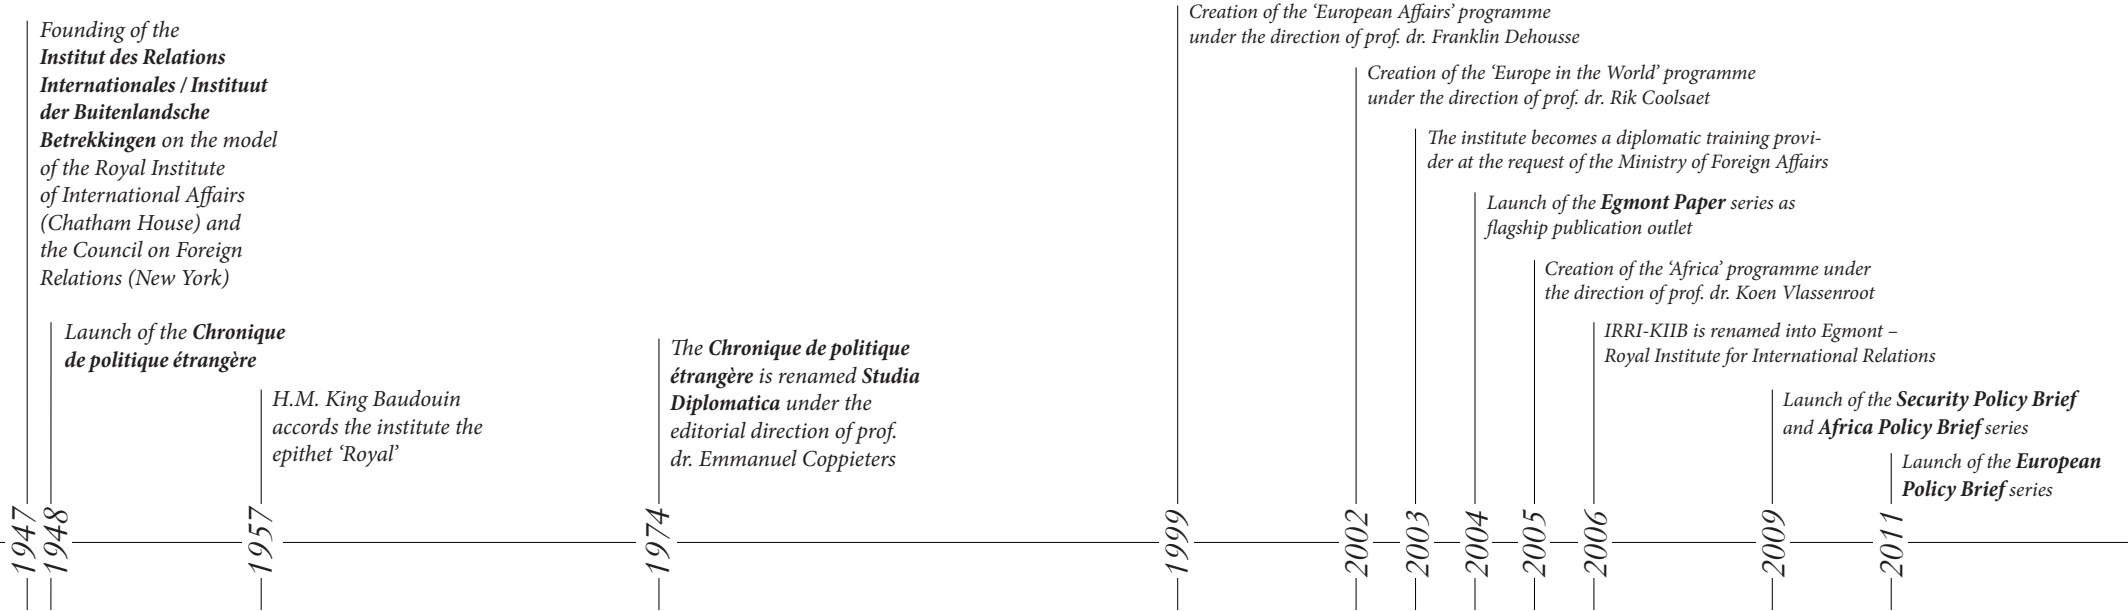 Founding of the
Institut des Relations
Internationales / Instituut
der Buitenlandsche
Betrekkingen on the model
of the Royal Institute
of International Affairs
(Chatham House) and
the Council on Foreign
Relations (New York)
Launch of the Chronique
de politique étrangère
H.M. King Baudouin
accords the institute the
epithet ‘Royal’
The Chronique de politique
étrangère is renamed Studia
Diplomatica under the
editorial direction of prof.
dr. Emmanuel Coppieters
Creation of the ‘European Affairs’ programme
under the direction of prof. dr. Franklin Dehousse
Creation of the ‘Europe in the World’ programme
under the direction of prof. dr. Rik Coolsaet
The institute becomes a diplomatic training provi-
der at the request of the Ministry of Foreign Affairs
Launch of the Egmont Paper series as
flagship publication outlet
Creation of the ‘Africa’ programme under
the direction of prof. dr. Koen Vlassenroot
IRRI-KIIB is renamed into Egmont –
Royal Institute for International Relations
Launch of the Security Policy Brief
and Africa Policy Brief series
Launch of the European
Policy Brief series
1947
1948
1957
1974
1999
2002
2003
2004
2005
2006
2009
2011